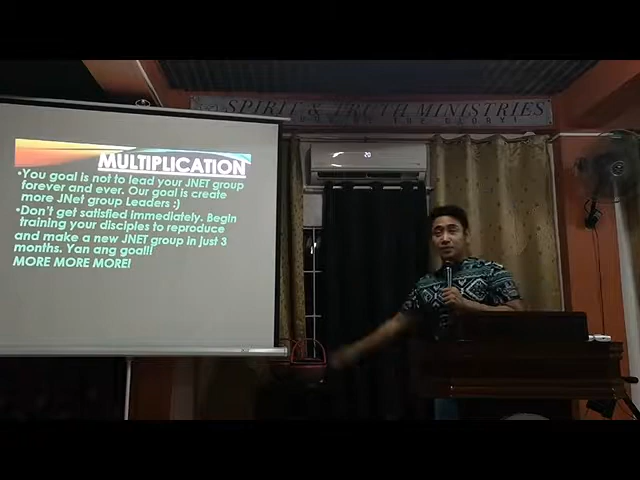 SPIRIT & TRUTH MINISTRIES
MULTIPLICATION
•You goal is not to lead your JNET group
forever and ever. Our goal is create
more JNet group Leaders :)
•Don't get satisfied immediately. Begin
training your disciples to reproduce
and make a new JNET group in just 3
months. Yan ang goal!!
MORE MORE MORE!
20